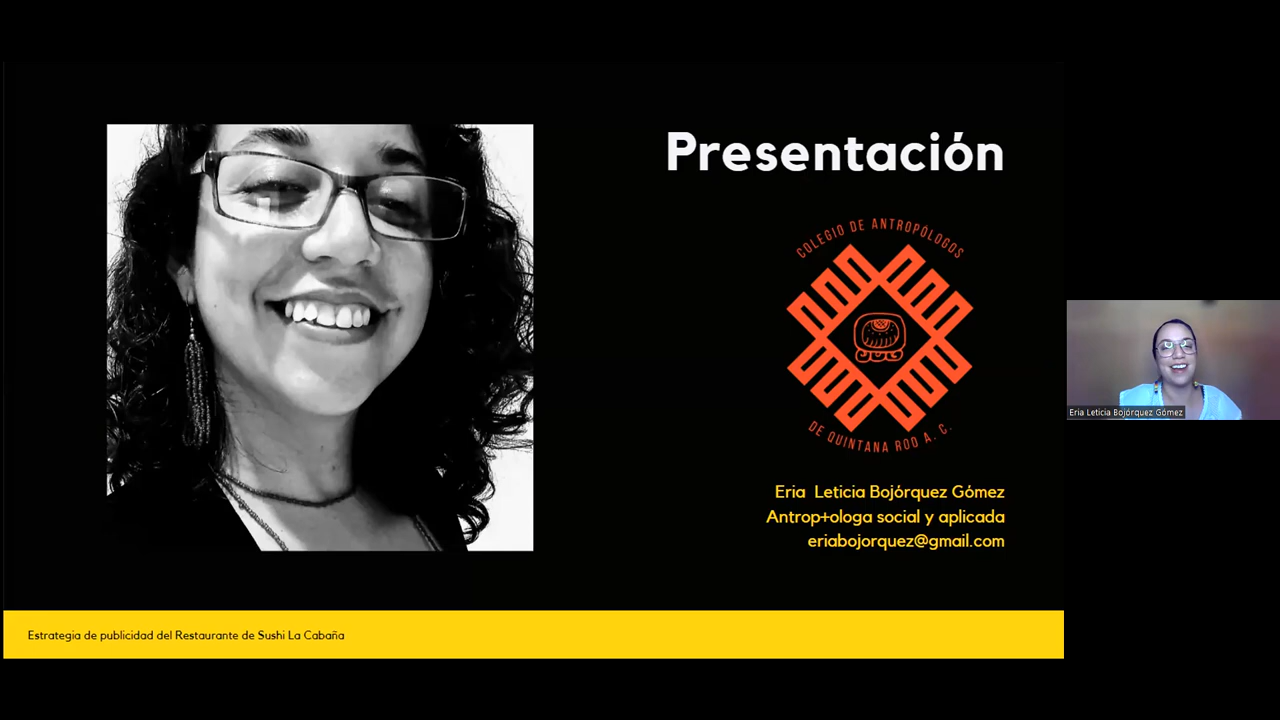 Presentación
COLEGIO DE ANTROPÓLOGOS
DE QUINTANA ROO A. C.
Eria Leticia Bojórquez Gómez
Antrop+ologa social y aplicada
eriabojorquez@gmail.com
Eria Leticia Bojórquez Gómez
Estrategia de publicidad del Restaurante de Sushi La Cabaña